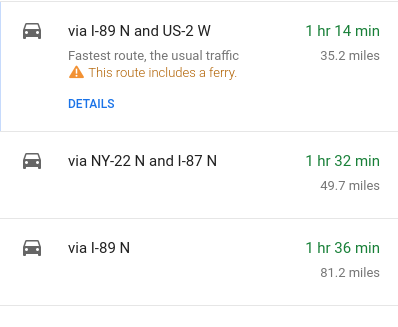 via I-89 N and US-2 W
1 hr 14 min
Fastest route, the usual traffic
35.2 miles
This route includes a ferry.
DETAILS
via NY-22 N and I-87 N
1 hr 32 min
49.7 miles
via I-89 N
1 hr 36 min
81.2 miles